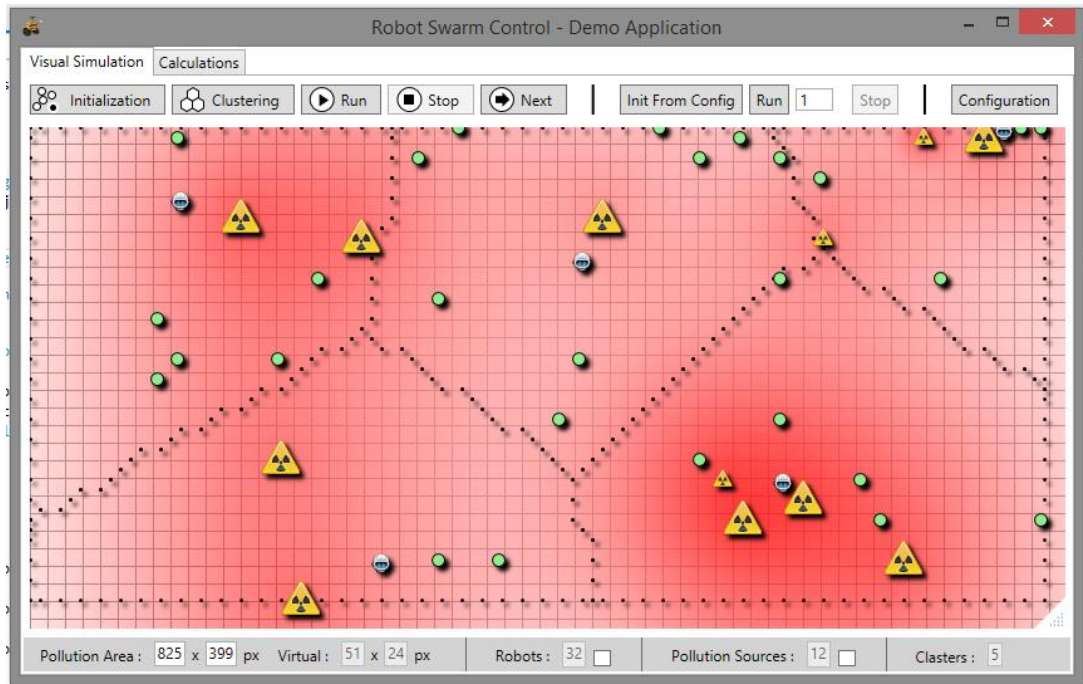 Robot Swarm Control - Demo Application
Visual Simulation Calculations
Initialization Clustering Run Stop Next Init From Config Run 1 Stop Configuration
Pollution Area : 825 x 399 px Virtual : 51 x 24 px Robots : 32 Pollution Sources : 12 Clasters : 5